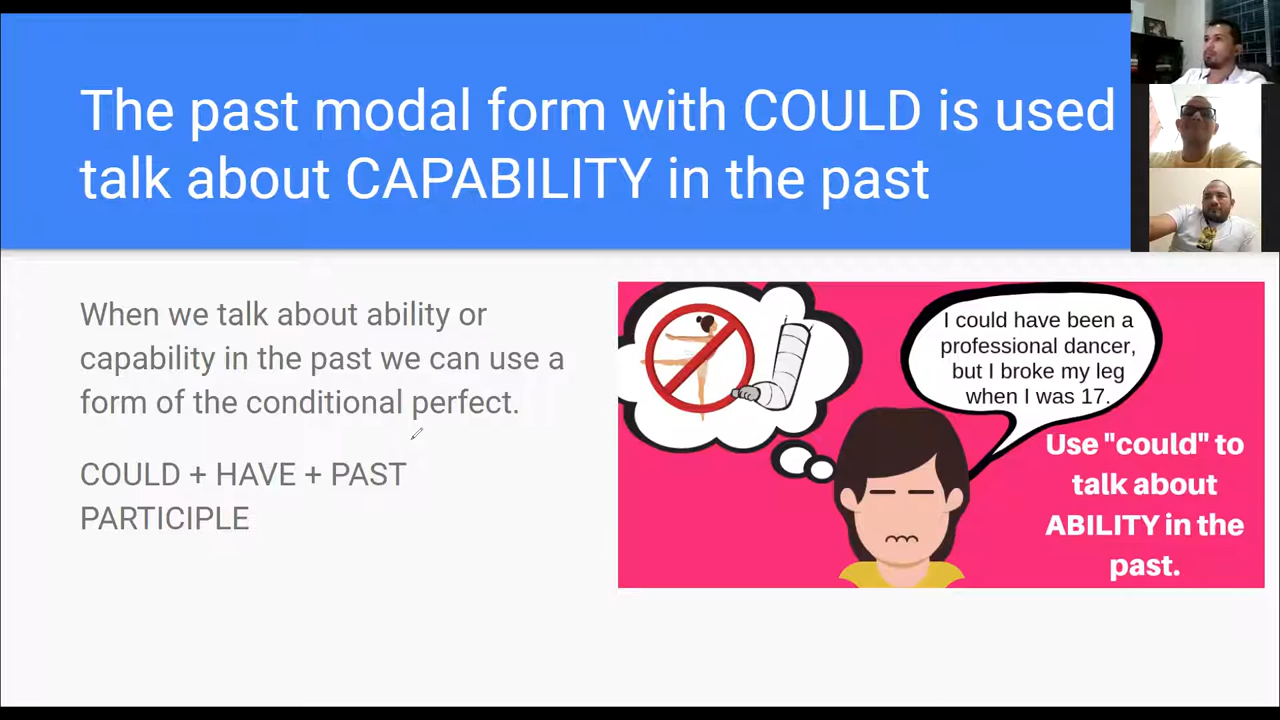 The past modal form with COULD is used
talk about CAPABILITY in the past
When we talk about ability or
capability in the past we can use a
form of the conditional perfect.
COULD + HAVE + PAST
PARTICIPLE
I could have been a
professional dancer,
but I broke my leg
when I was 17.
Use "could" to
talk about
ABILITY in the
past.